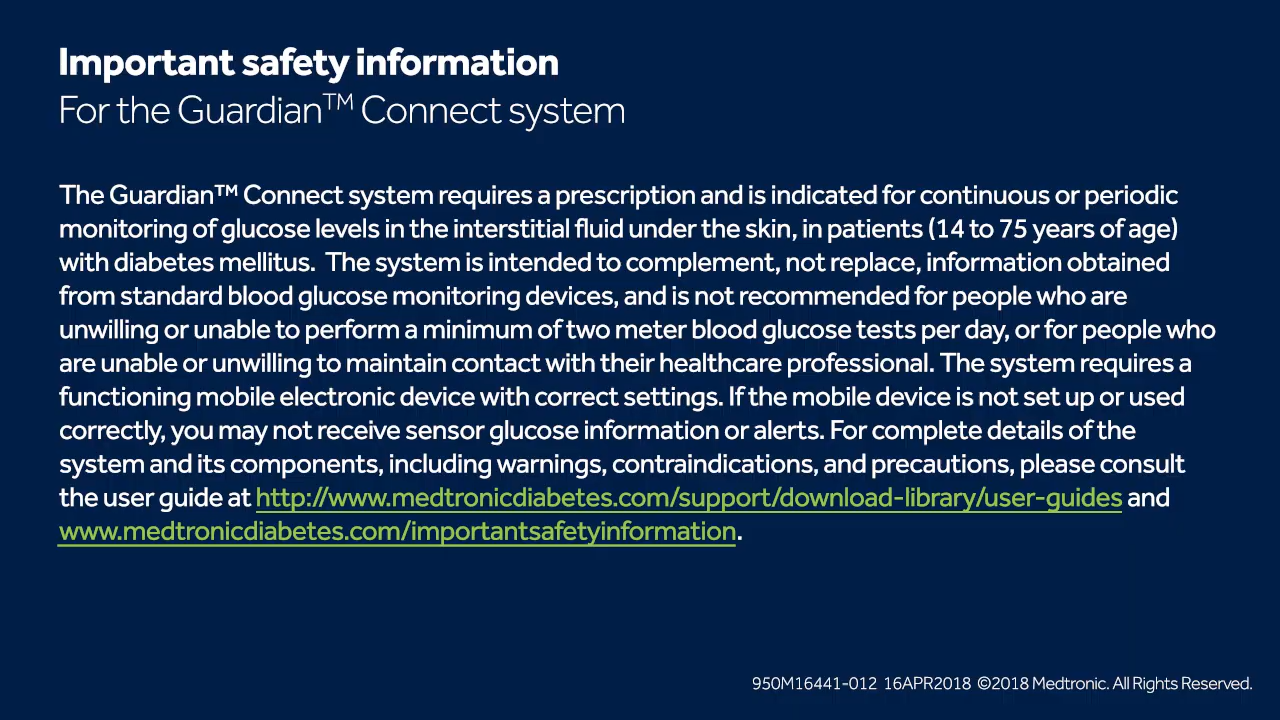 Important safety information
For the Guardian™ Connect system
The Guardian™ Connect system requires a prescription and is indicated for continuous or periodic
monitoring of glucose levels in the interstitial fluid under the skin, in patients (14 to 75 years of age)
with diabetes mellitus.  The system is intended to complement, not replace, information obtained
from standard blood glucose monitoring devices, and is not recommended for people who are
unwilling or unable to perform a minimum of two meter blood glucose tests per day, or for people who
are unable or unwilling to maintain contact with their healthcare professional. The system requires a
functioning mobile electronic device with correct settings. If the mobile device is not set up or used
correctly, you may not receive sensor glucose information or alerts. For complete details of the
system and its components, including warnings, contraindications, and precautions, please consult
the user guide at http://www.medtronicdiabetes.com/support/download-library/user-guides and
www.medtronicdiabetes.com/importantsafetyinformation.
950M16441-012 16APR2018 ©2018 Medtronic. All Rights Reserved.